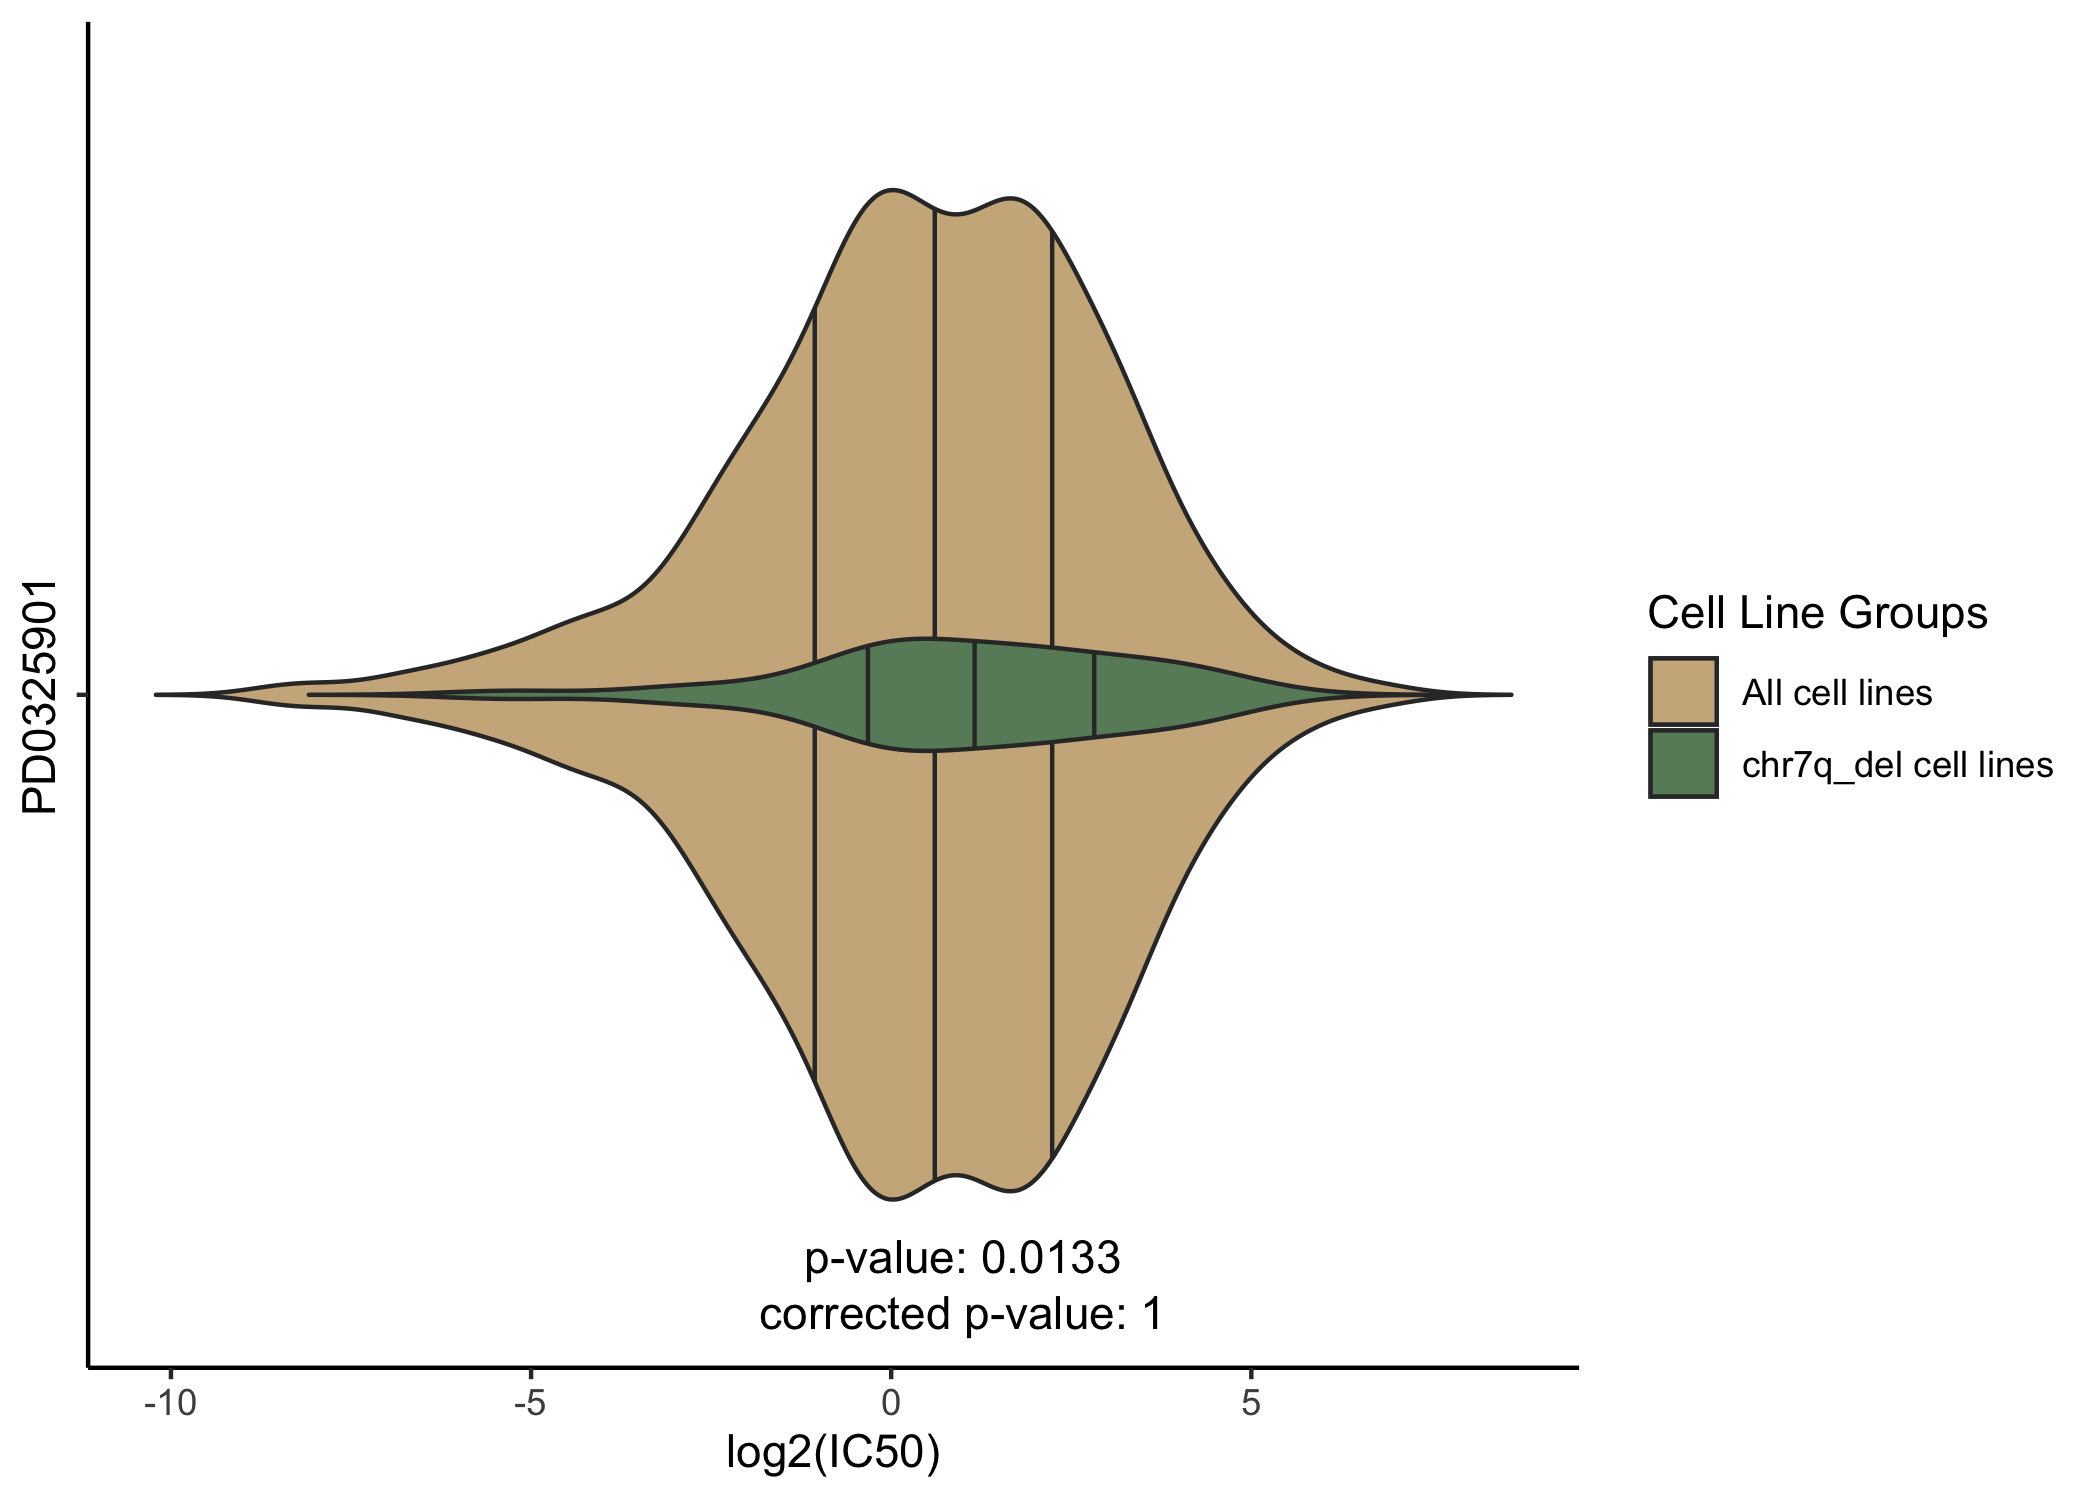 PD0325901
p-value: 0.0133
corrected p-value: 1
-10 -5 0 5
log2(IC50)
Cell Line Groups
All cell lines
chr7q_del cell lines